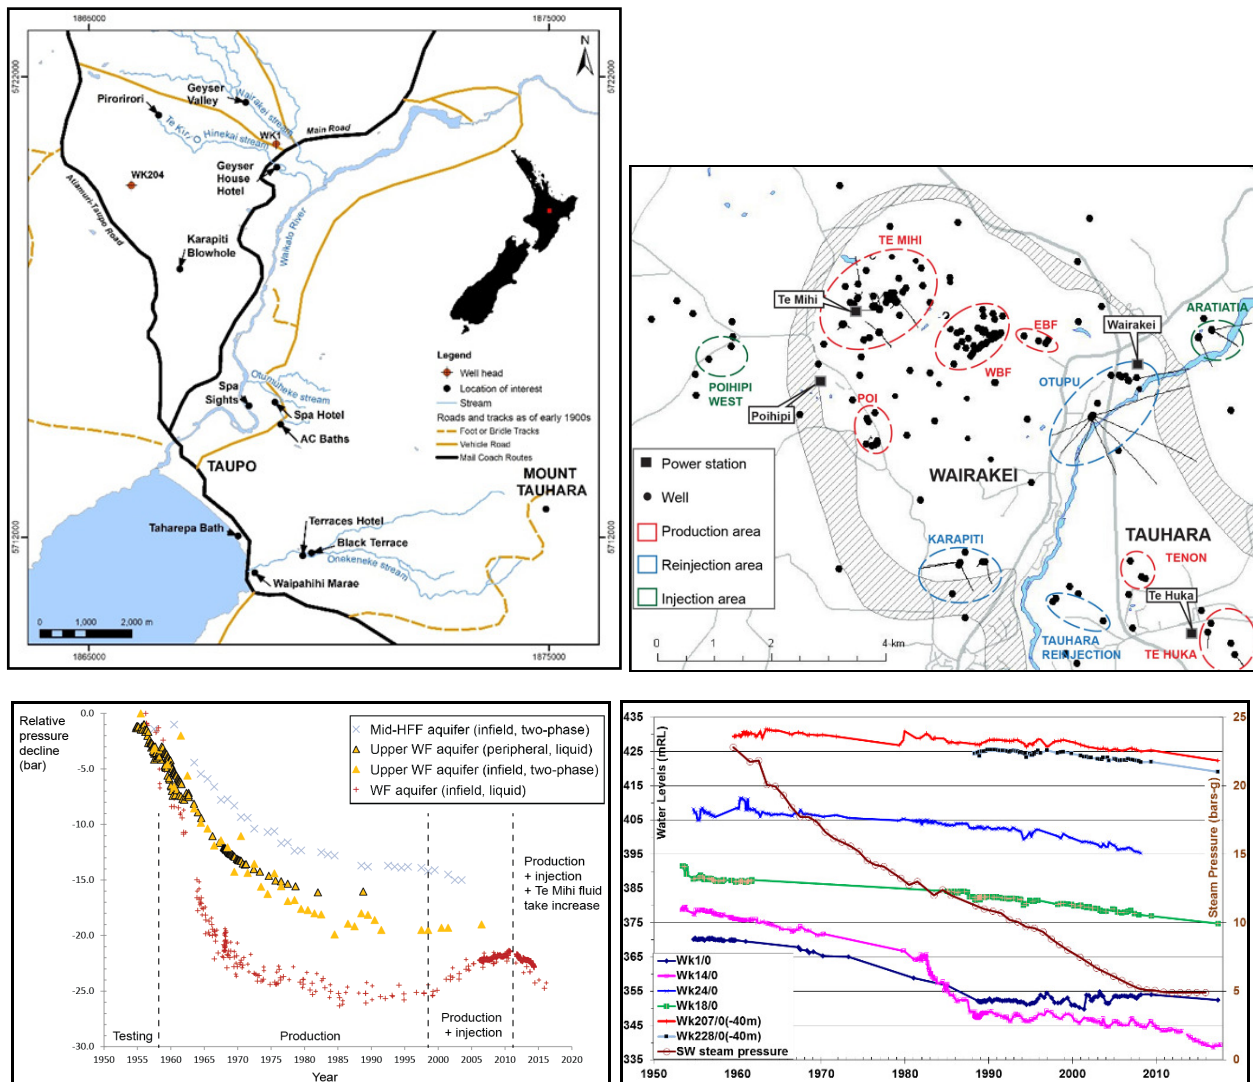 1865000
1875000
N
5722000
5722000
Geyser
Valley
Pirorirori
Wairakei stream
Te Kiri O Hinekai stream
WK1
Main Road
Geyser
House
Hotel
WK204
Atiamuri-Taupo Road
Karapiti
Blowhole
Waikato River
Legend
Well head
Location of interest
Stream
Roads and tracks as of early 1900s
Foot or Bridle Tracks
Vehicle Road
Mail Coach Routes
Otumuheke stream
Spa
Sights
Spa Hotel
AC Baths
TAUPO
MOUNT
TAUHARA
Terraces Hotel
Taharepa Bath
Black Terrace
Onekeneke stream
Waipahihi Marae
5712000
5712000
0 1,000 2,000 m
1865000
1875000
TE MIHI
Te Mihi
ARATIATIA
EBF
Wairakei
WBF
OTUPU
POIHIPI
WEST
Poihipi
POI
WAIRAKEI
Power station
Well
Production area
Reinjection area
Injection area
KARAPITI
TAUHARA
TENON
Te Huka
TAUHARA
REINJECTION
TE HUKA
0 2 4 km
Relative
pressure
decline
(bar)
0.0
-5.0
-10.0
-15.0
-20.0
-25.0
-30.0
Mid-HFF aquifer (infield, two-phase)
Upper WF aquifer (peripheral, liquid)
Upper WF aquifer (infield, two-phase)
WF aquifer (infield, liquid)
Production
+ injection
+ Te Mihi fluid
take increase
Testing
Production
Production
+ injection
1950 1955 1960 1965 1970 1975 1980 1985 1990 1995 2000 2005 2010 2015 2020
Year
Water Levels (mRL)
435
425
415
405
395
385
375
365
355
345
335
Wk1/0
Wk14/0
Wk24/0
Wk18/0
Wk207/0(-40m)
Wk228/0(-40m)
SW steam pressure
Steam Pressure (bars-g)
25
20
15
10
5
0
1950 1960 1970 1980 1990 2000 2010